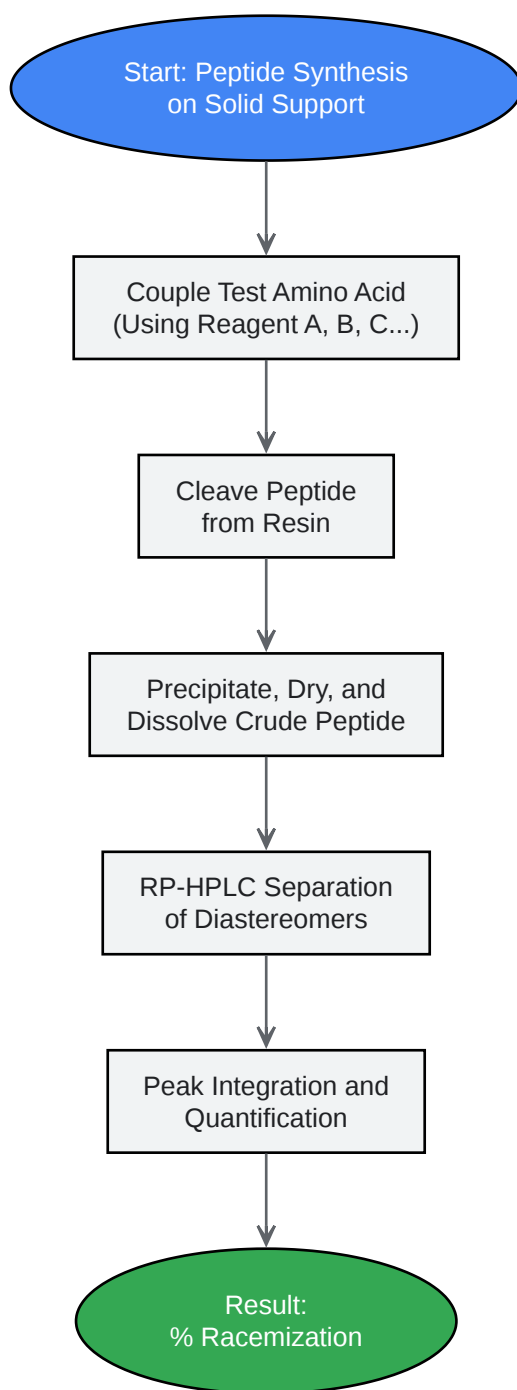 Start: Peptide Synthesis
on Solid Support
Couple Test Amino Acid
(Using Reagent A, B, C...)
Cleave Peptide
from Resin
Precipitate, Dry, and
Dissolve Crude Peptide
RP-HPLC Separation
of Diastereomers
Peak Integration and
Quantification
Result:
% Racemization